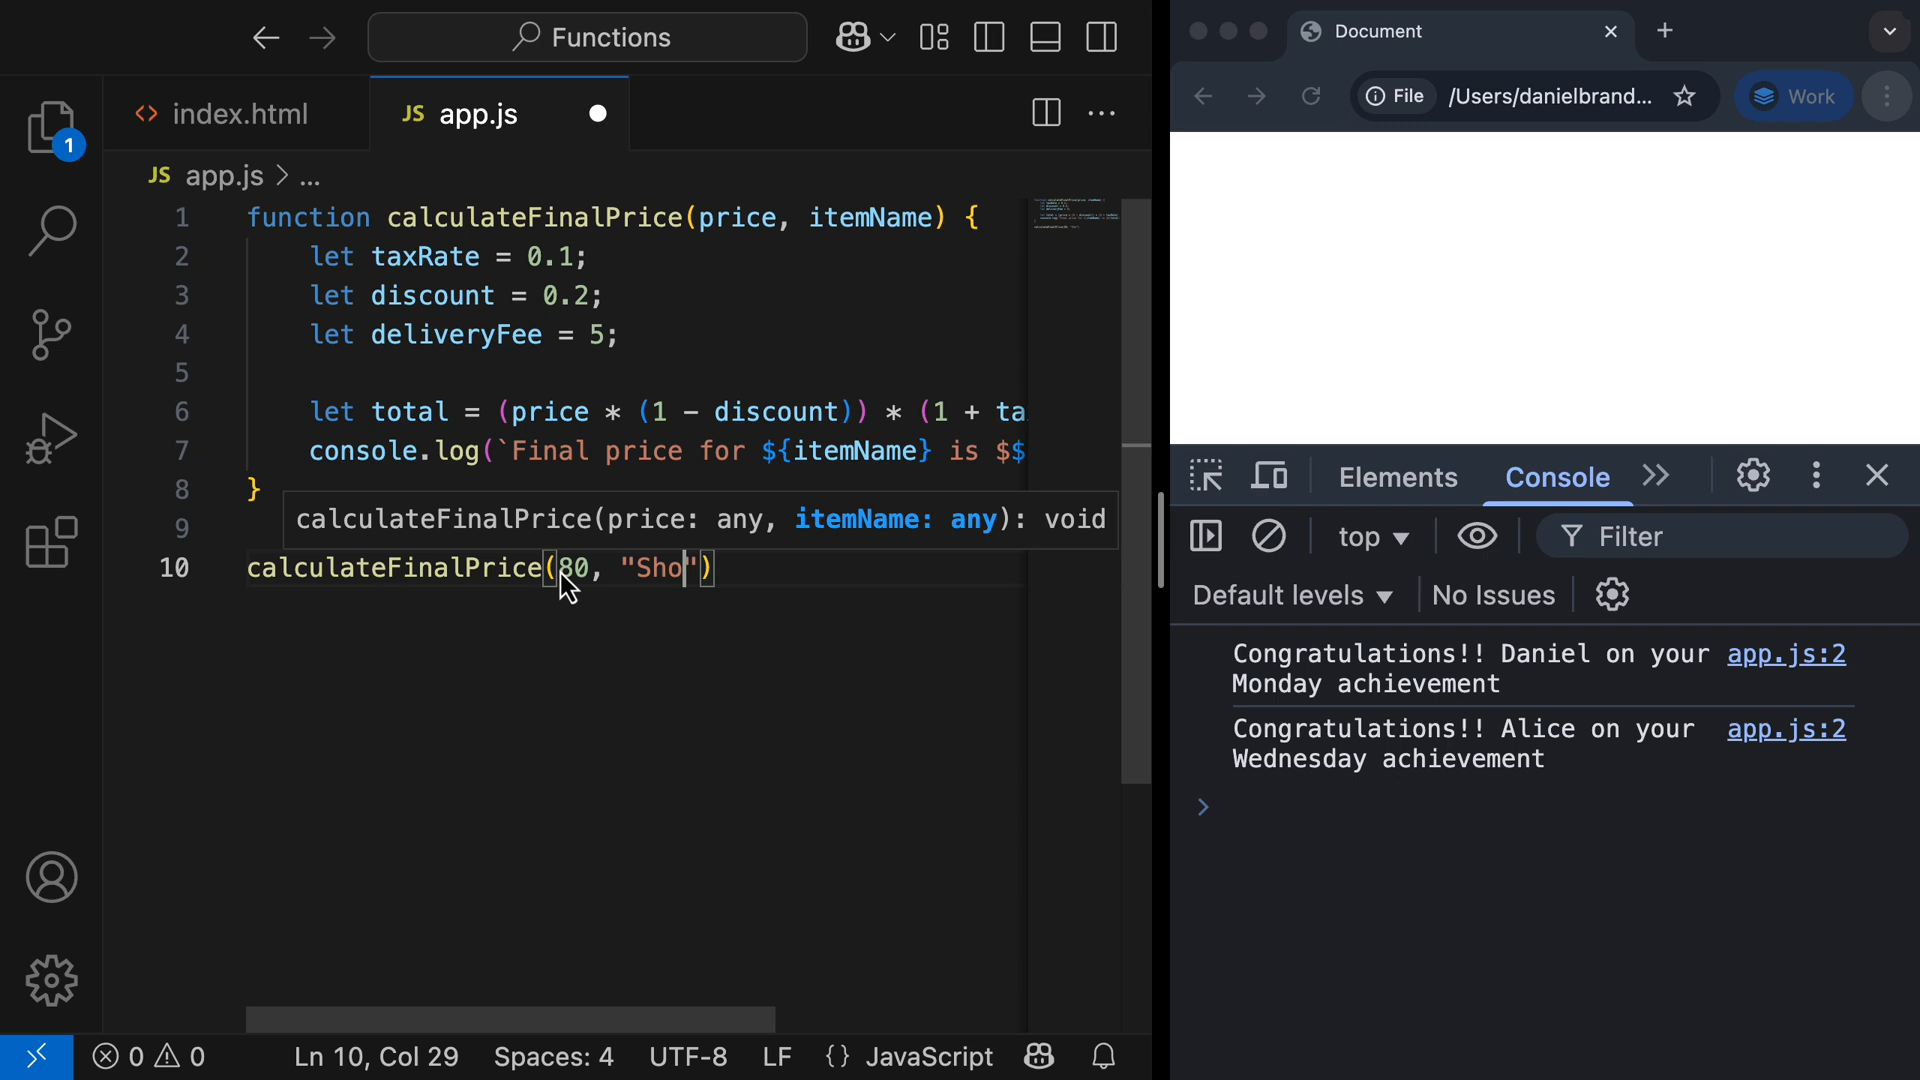 Functions
index.html
JS app.js
JS app.js > ...
1 function calculateFinalPrice(price, itemName) {
2 let taxRate = 0.1;
3 let discount = 0.2;
4 let deliveryFee = 5;
5
6 let total = (price * (1 - discount)) * (1 + ta
7 console.log(`Final price for ${itemName} is $$
8 }
calculateFinalPrice(price: any, itemName: any): void
9
10 calculateFinalPrice(80, "Sho")
1
0 0
Ln 10, Col 29
Spaces: 4
UTF-8
LF
{} JavaScript
Document
File /Users/danielbrand...
Work
Elements
Console
top
Filter
Default levels
No Issues
Congratulations!! Daniel on your app.js:2
Monday achievement
Congratulations!! Alice on your app.js:2
Wednesday achievement